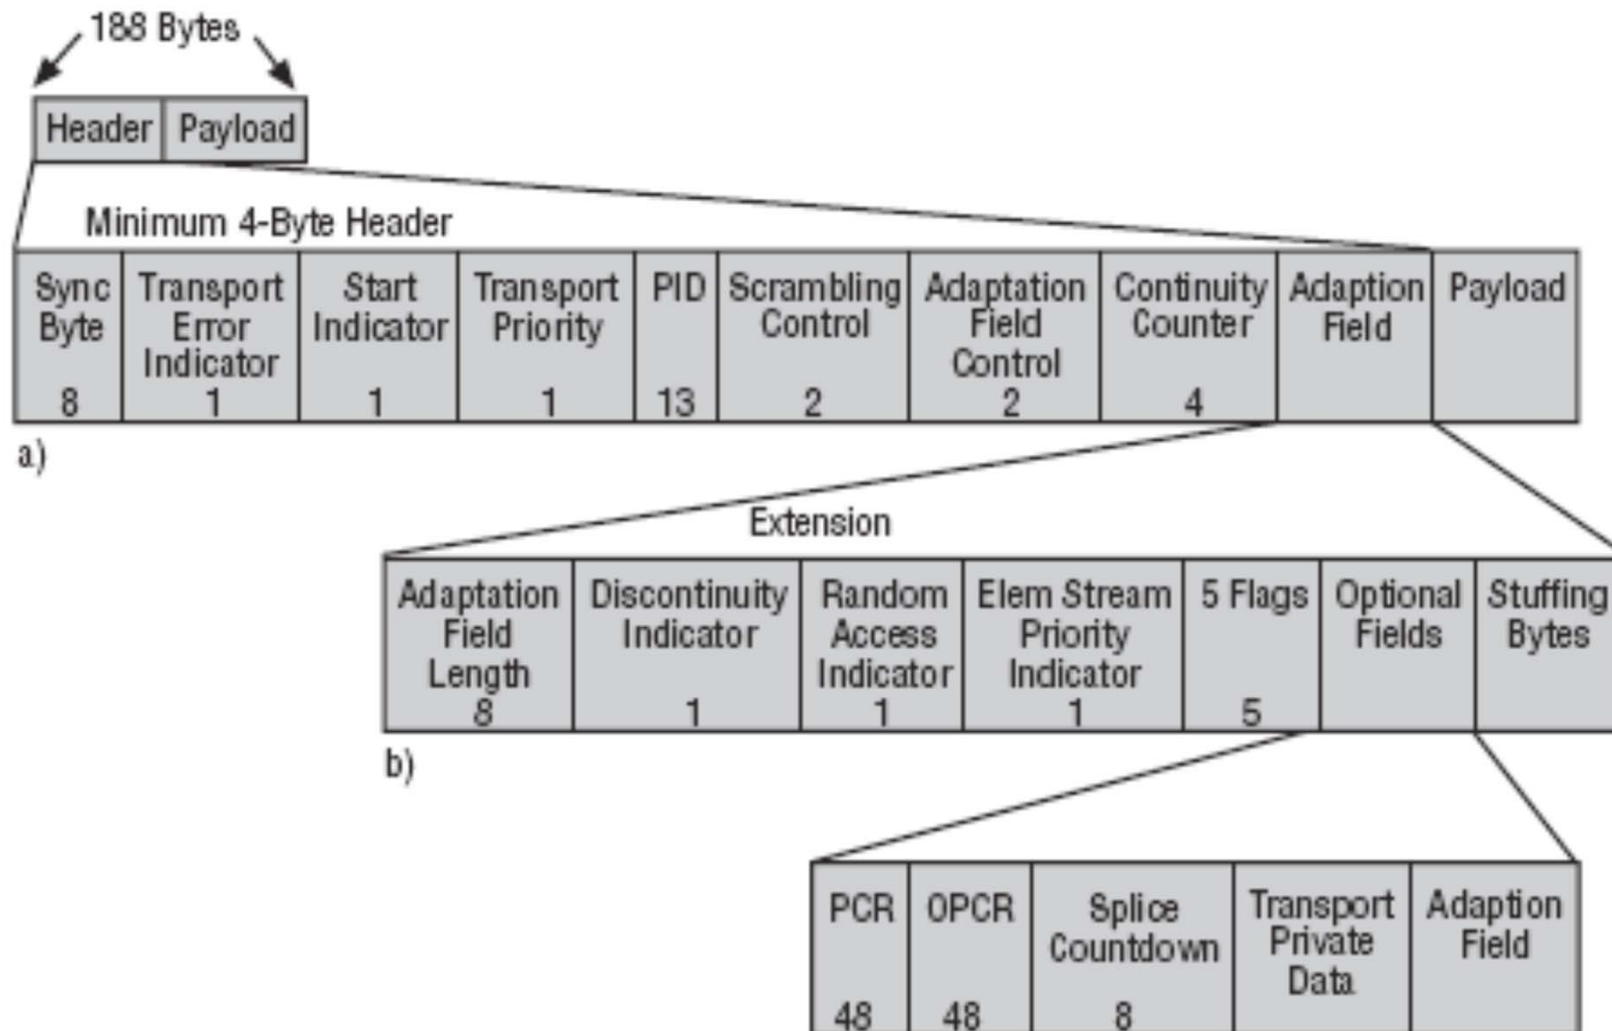 188 Bytes
Header Payload
Minimum 4-Byte Header
Sync Byte 8
Transport Error Indicator 1
Start Indicator 1
Transport Priority 1
PID 13
Scrambling Control 2
Adaptation Field Control 2
Continuity Counter 4
Adaption Field
Payload
a)
Extension
Adaptation Field Length 8
Discontinuity Indicator 1
Random Access Indicator 1
Elem Stream Priority Indicator 1
5 Flags 5
Optional Fields
Stuffing Bytes
b)
PCR 48
OPCR 48
Splice Countdown 8
Transport Private Data
Adaption Field